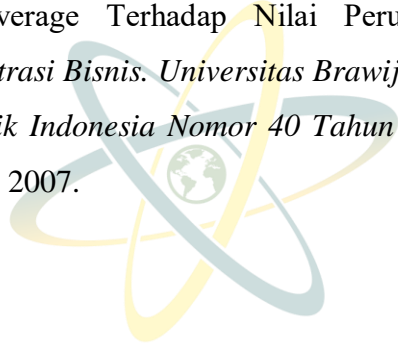 verage Terhadap Nilai Peru
trasi Bisnis. Universitas Brawij
ik Indonesia Nomor 40 Tahun
2007.